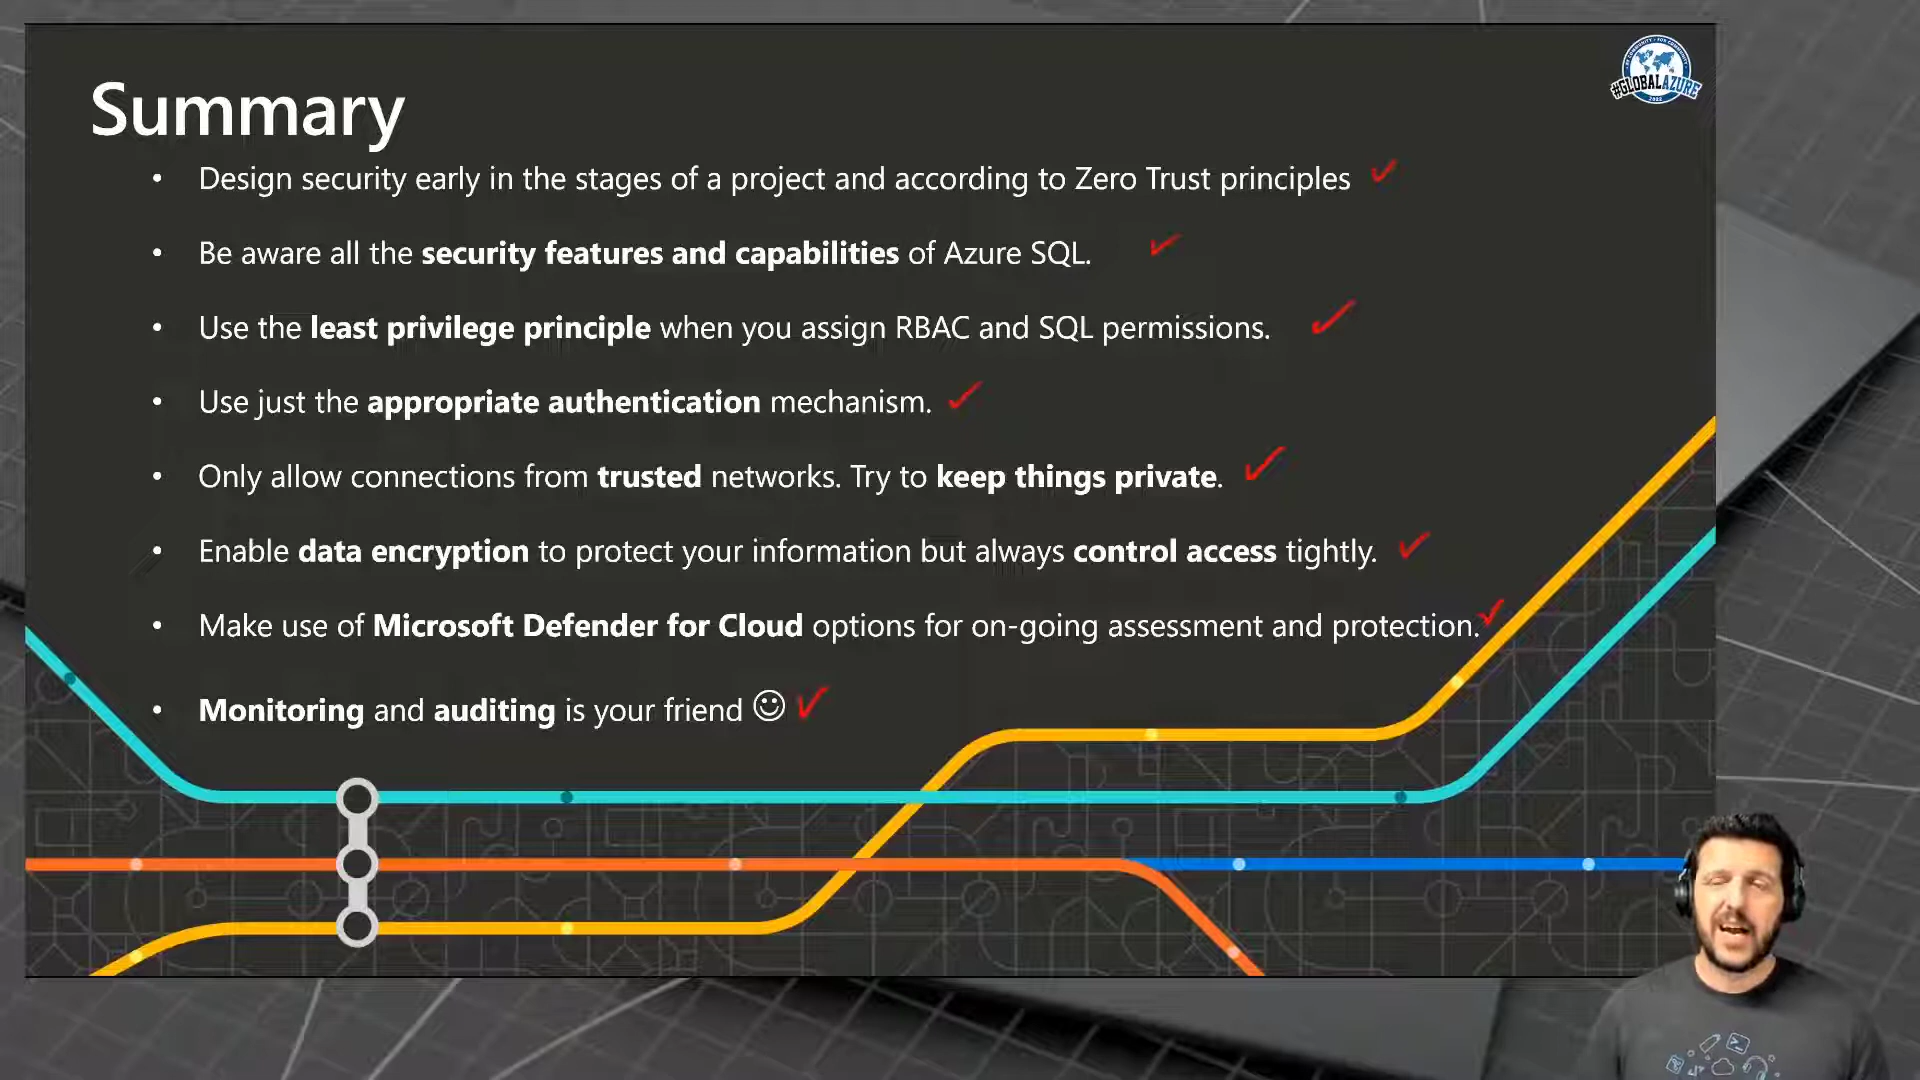 #GLOBALAZURE
2022
Summary
• Design security early in the stages of a project and according to Zero Trust principles
• Be aware all the security features and capabilities of Azure SQL.
• Use the least privilege principle when you assign RBAC and SQL permissions.
• Use just the appropriate authentication mechanism.
• Only allow connections from trusted networks. Try to keep things private.
• Enable data encryption to protect your information but always control access tightly.
• Make use of Microsoft Defender for Cloud options for on-going assessment and protection.
• Monitoring and auditing is your friend ☺